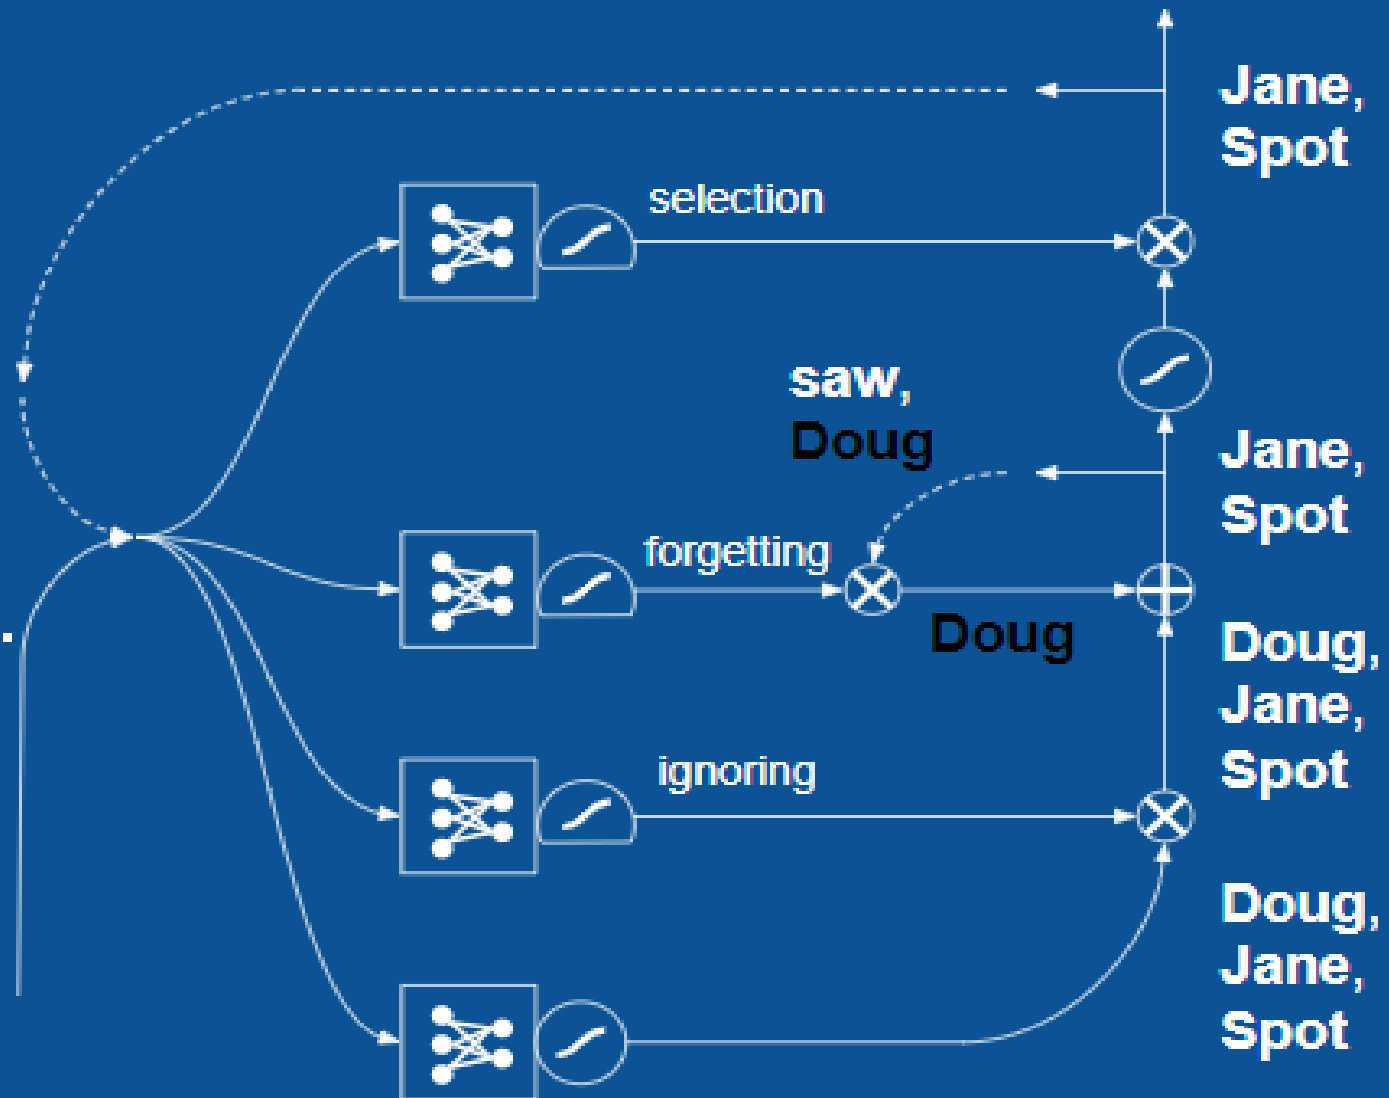 Jane,
Spot
selection
saw,
Doug
Jane,
Spot
forgetting
Doug
Doug,
Jane,
Spot
ignoring
Doug,
Jane,
Spot
.